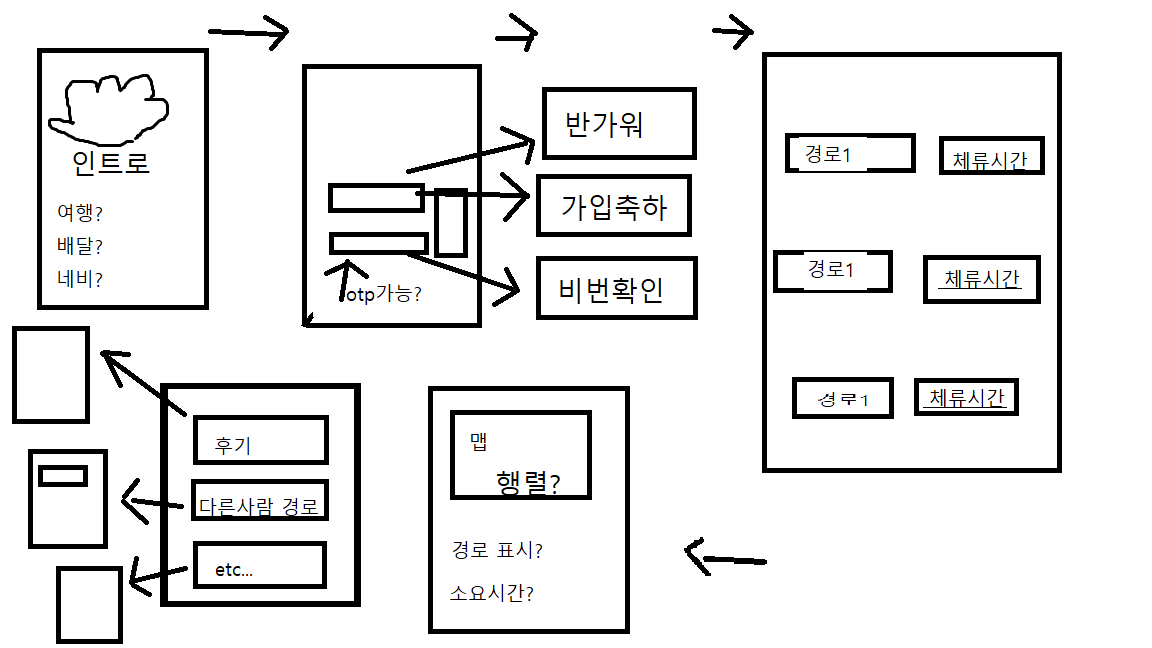 인트로
여행?
배달?
네비?
otp가능?
반가워
가입축하
비번확인
경로1 체류시간
경로1 체류시간
경로1 체류시간
맵
행렬?
경로 표시?
소요시간?
후기
다른사람 경로
etc...